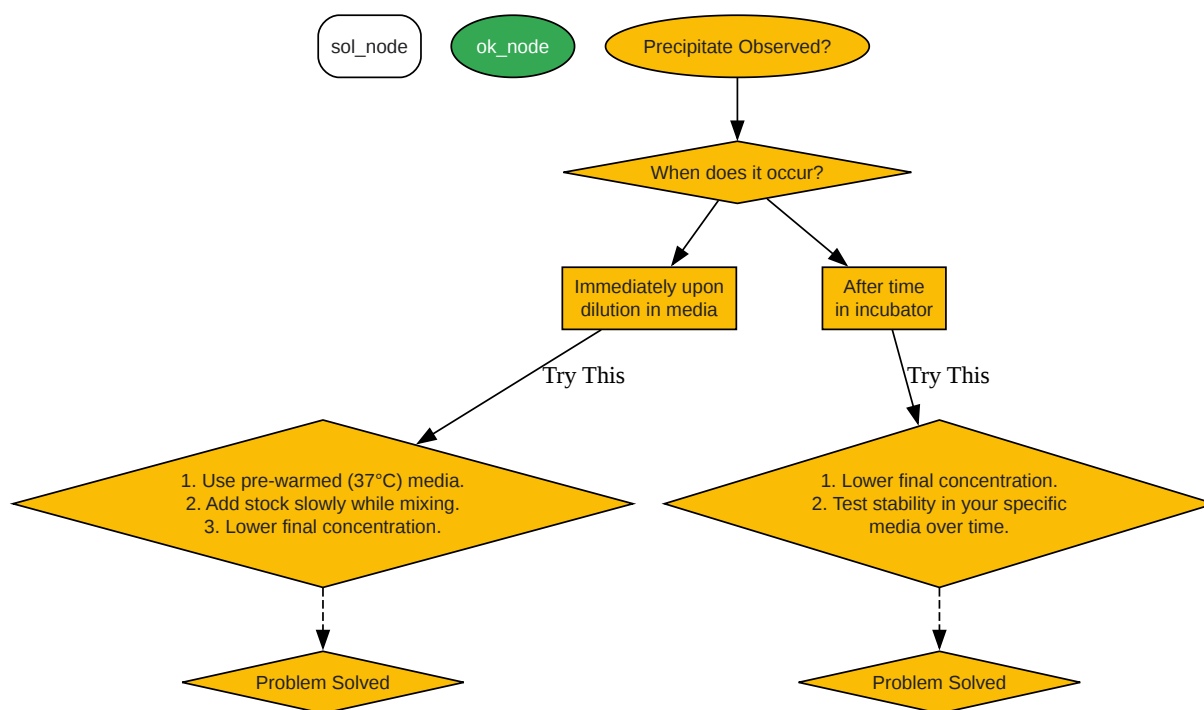 sol_node
ok_node
Precipitate Observed?
When does it occur?
Immediately upon
dilution in media
After time
in incubator
Try This
Try This
1. Use pre-warmed (37°C) media.
2. Add stock slowly while mixing.
3. Lower final concentration.
1. Lower final concentration.
2. Test stability in your specific
media over time.
Problem Solved
Problem Solved